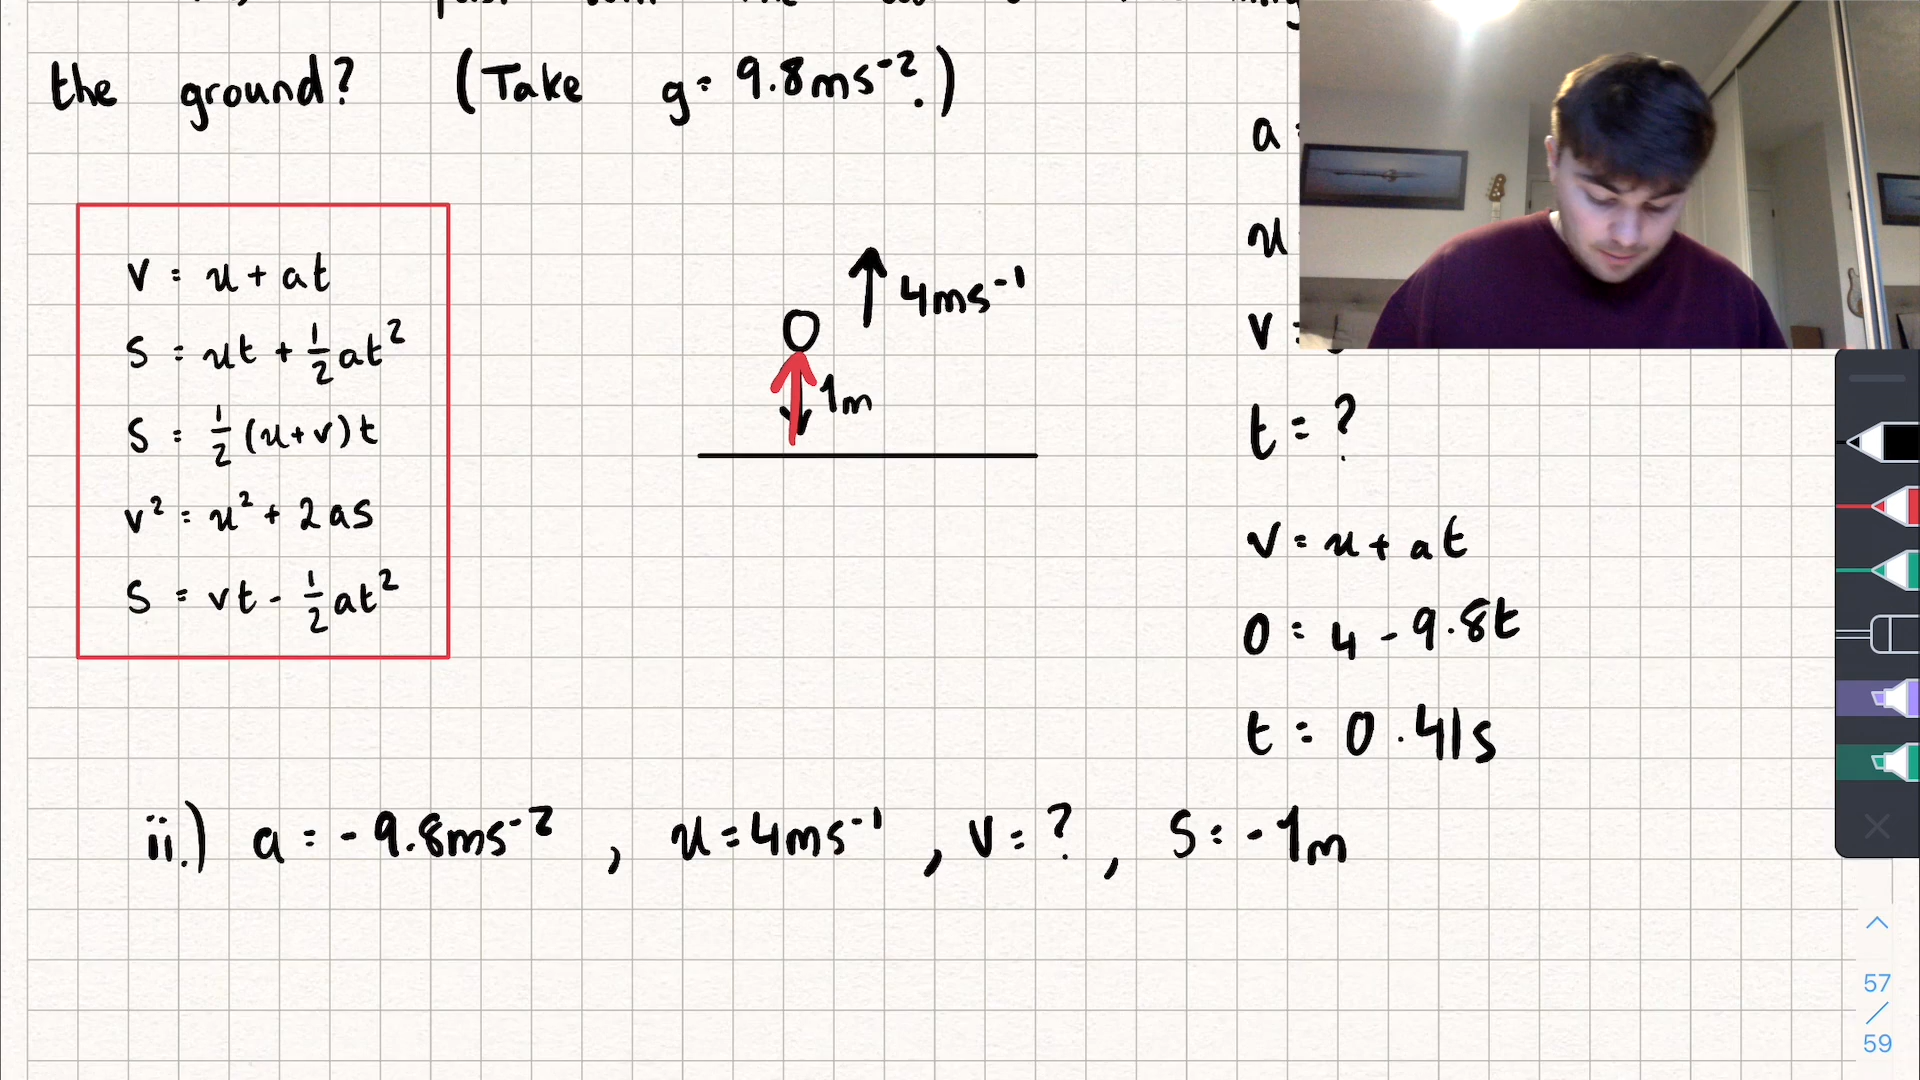 the ground? (Take g = 9.8ms⁻².)
a
v = u + at
s = ut + ½at²
s = ½(u+v)t
v² = u² + 2as
s = vt - ½at²
4ms⁻¹
1m
u
v
t = ?
v = u + at
0 = 4 - 9.8t
t = 0.41s
ii.) a = -9.8ms⁻² , u = 4ms⁻¹ , v = ? , s = -1m
57
/
59